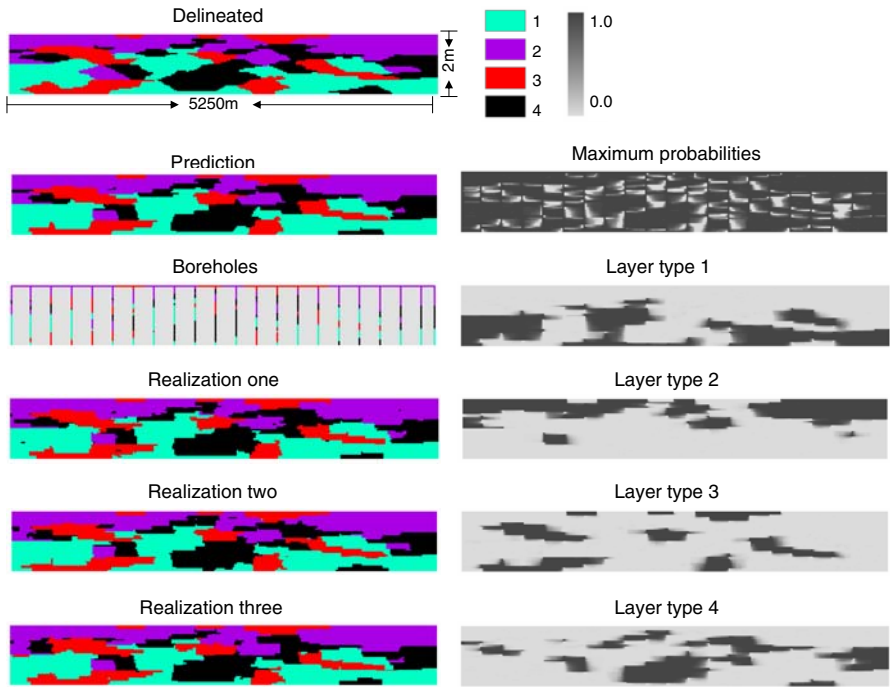 Delineated
1
2
3
4
1.0
0.0
2m
5250m
Prediction
Maximum probabilities
Boreholes
Layer type 1
Realization one
Layer type 2
Realization two
Layer type 3
Realization three
Layer type 4